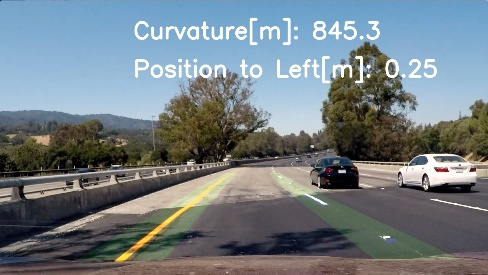 Curvature[m]: 845.3
Position to Left[m]: 0.25